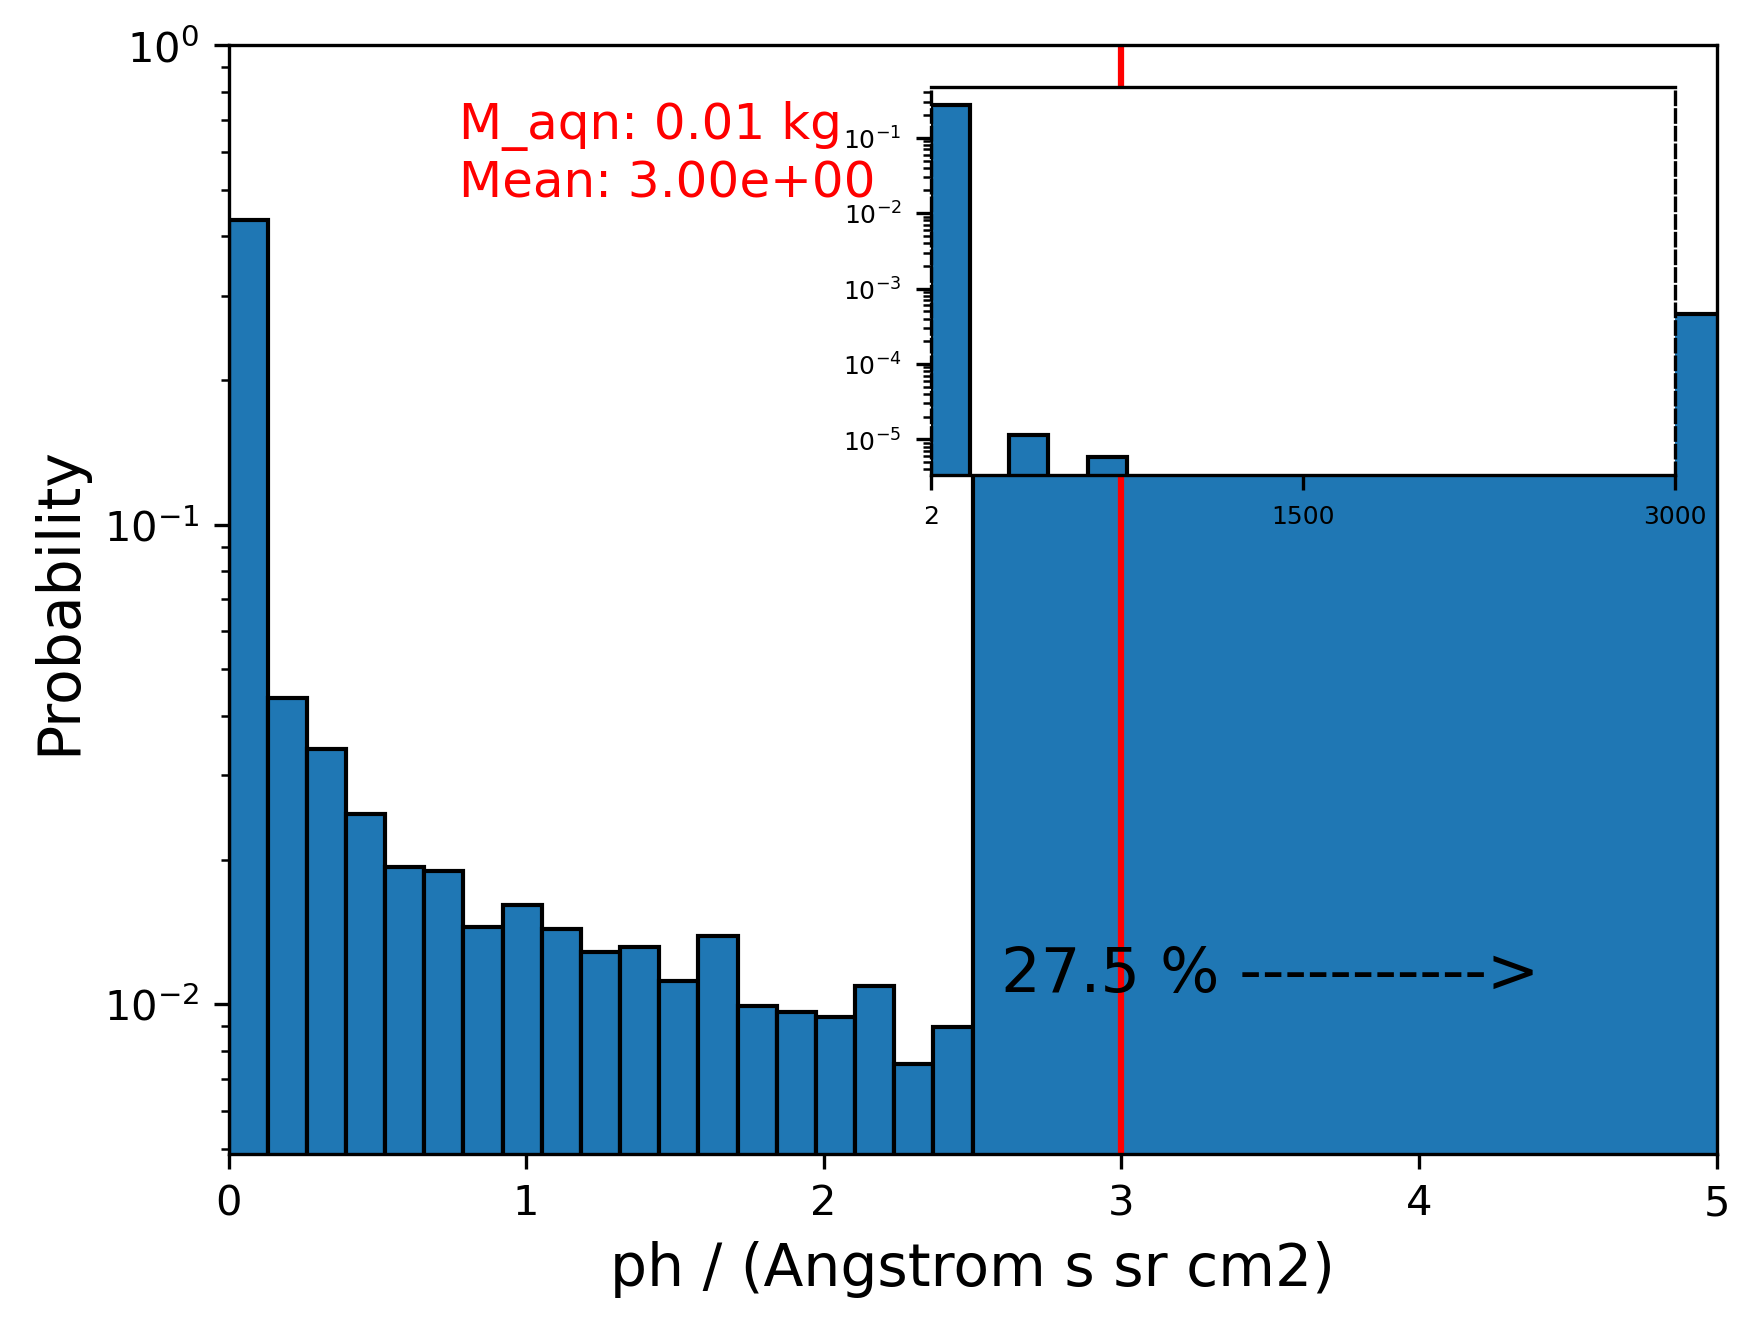 10⁰
M_aqn: 0.01 kg
Mean: 3.00e+00
10⁻¹
10⁻²
10⁻³
10⁻⁴
10⁻⁵
2 1500 3000
Probability
10⁻¹
10⁻²
27.5 % ----------->
0 1 2 3 4 5
ph / (Angstrom s sr cm2)